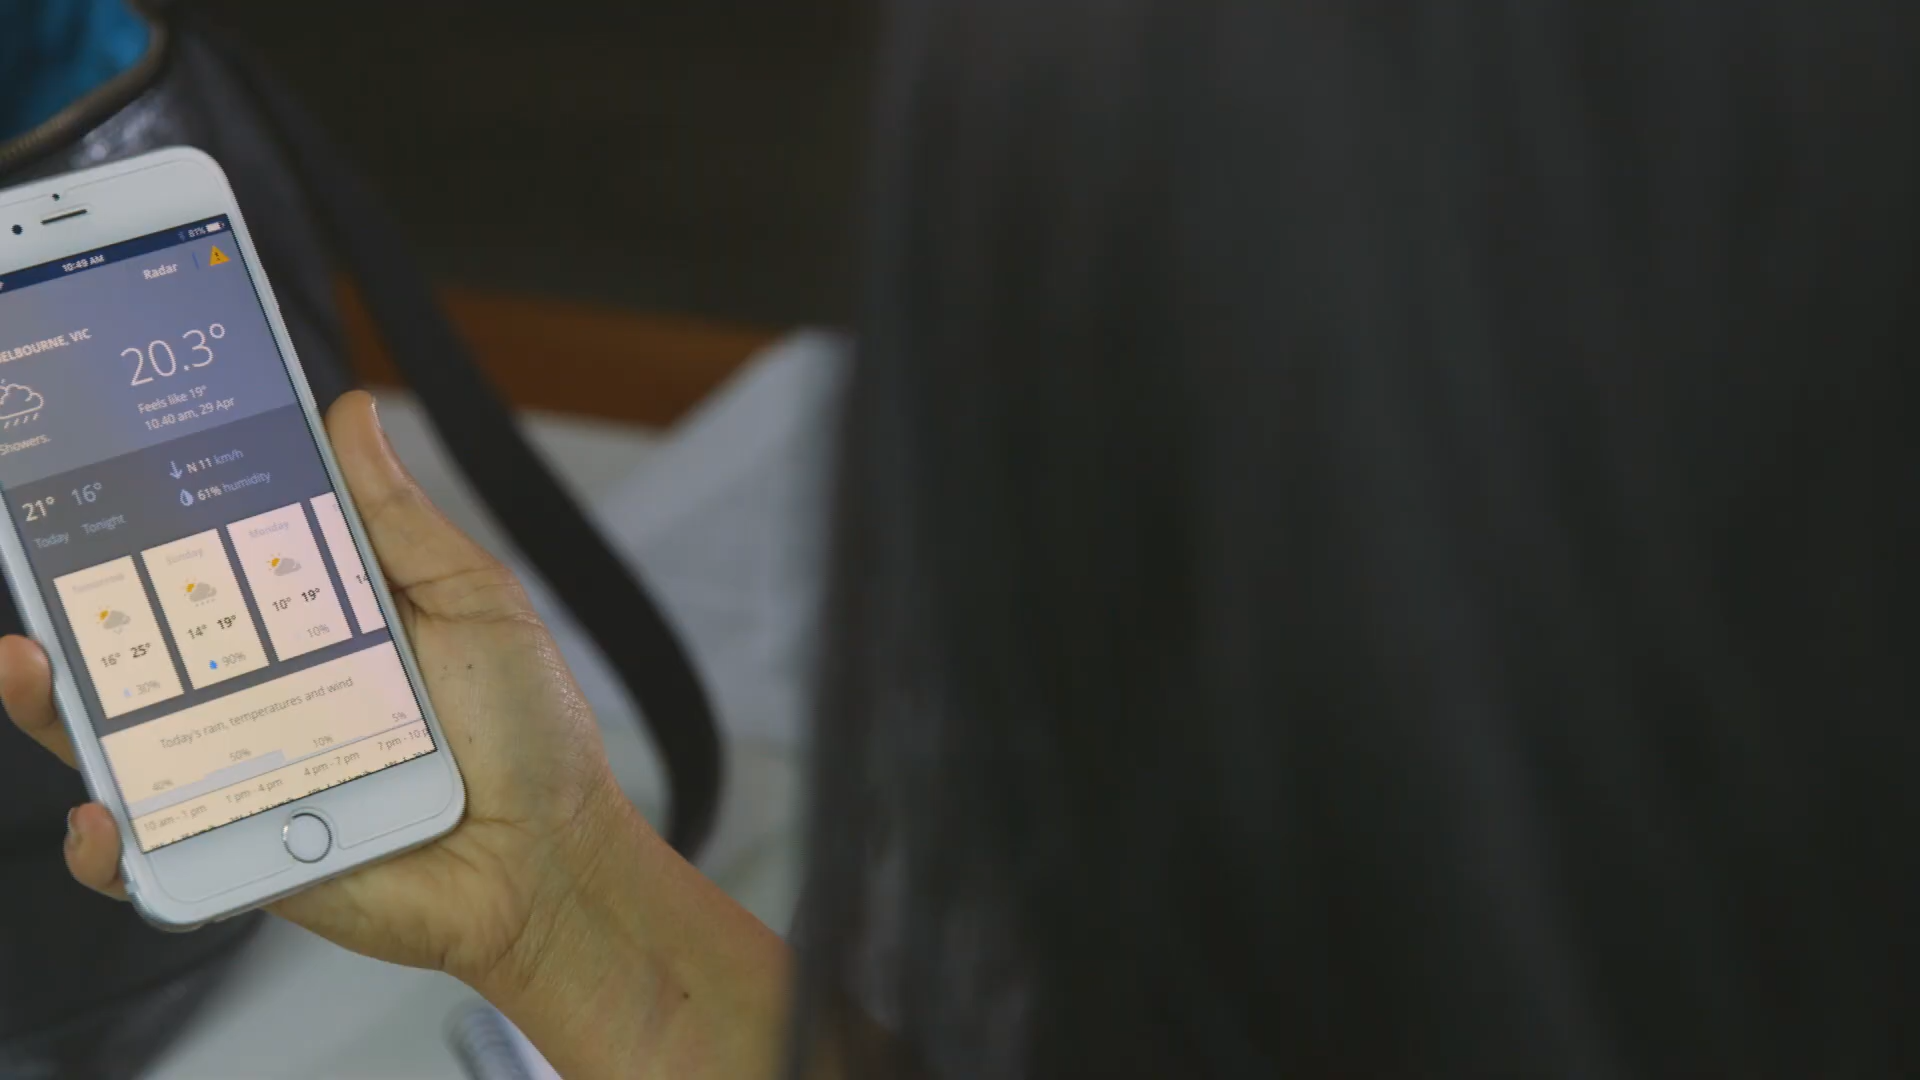 81%
10:49 AM
Radar
ELBOURNE, VIC
20.3°
Feels like 19°
10.40 am, 29 Apr
Showers.
N 11 km/h
61% humidity
21° 16°
Today Tonight
Tomorrow Sunday Monday
16° 25° 14° 19° 10° 19° 14
30% 90% 10%
Today's rain, temperatures and wind
40% 50% 10% 5%
10 am - 1 pm 1 pm - 4 pm 4 pm - 7 pm 7 pm - 10 p